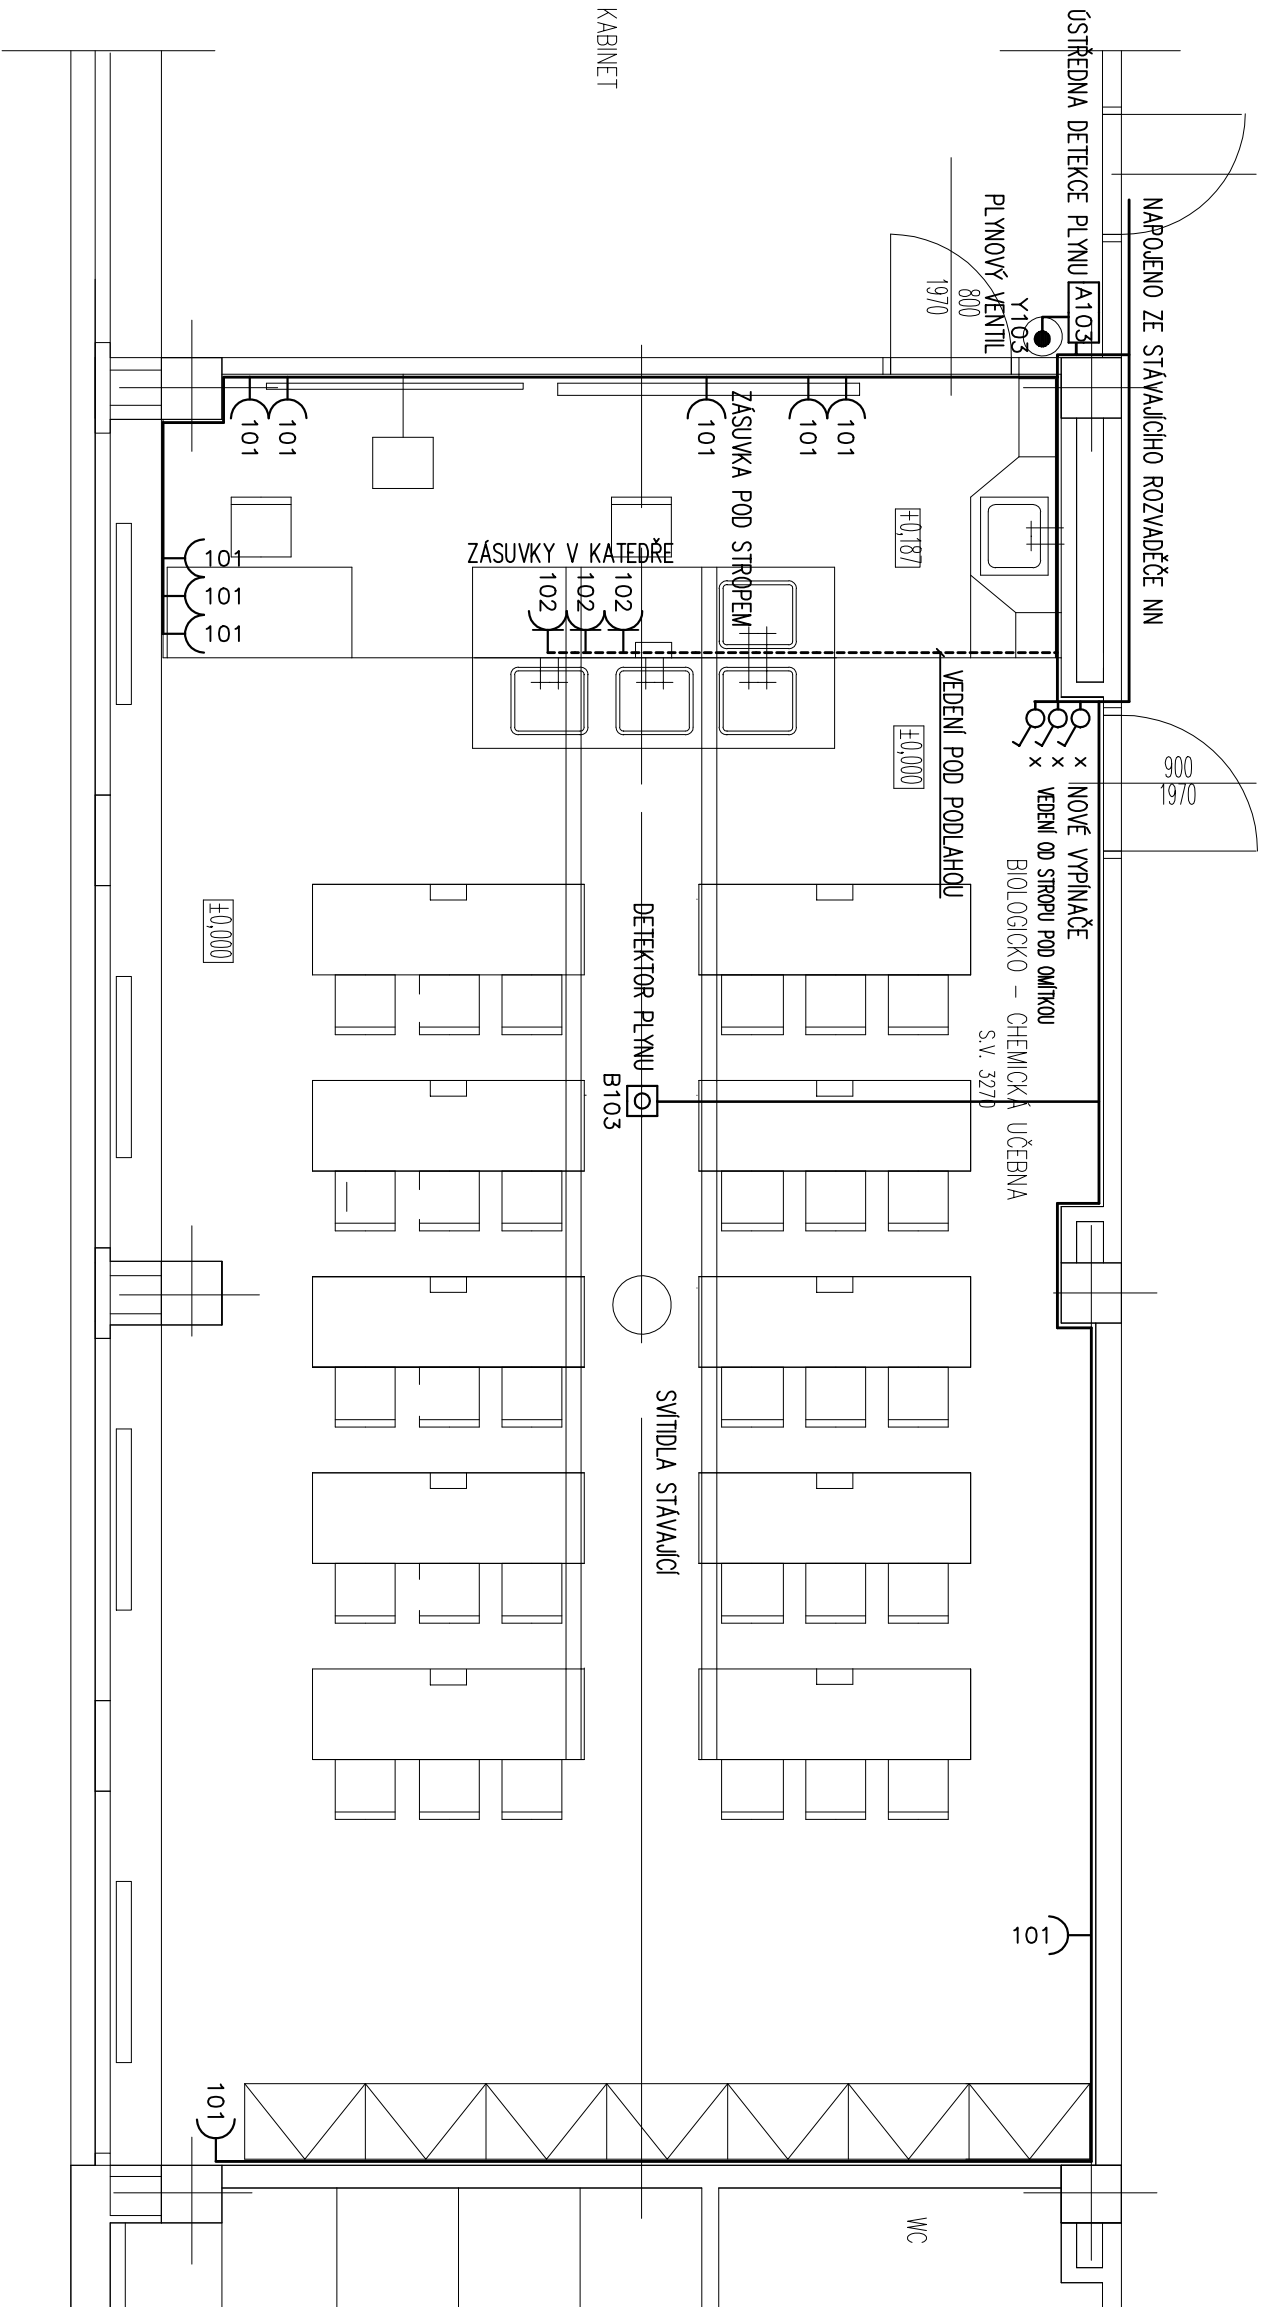 KABINET
ÚSTŘEDNA DETEKCE PLYNU
A103
NAPOJENO ZE STÁVAJÍCÍHO ROZVADĚČE NN
PLYNOVÝ VENTIL
Y103
800
1970
101
101
101
101
101
ZÁSUVKA POD STROPEM
±0,187
ZÁSUVKY V KATEDŘE
102
102
102
101
101
101
VEDENÍ POD PODLAHOU
±0,000
x
x
x
NOVÉ VYPÍNAČE
VEDENÍ OD STROPU POD OMÍTKOU
900
1970
BIOLOGICKO - CHEMICKÁ UČEBNA
S.V. 3270
±0,000
DETEKTOR PLYNU
B103
SVÍTIDLA STÁVAJÍCÍ
101
101
WC